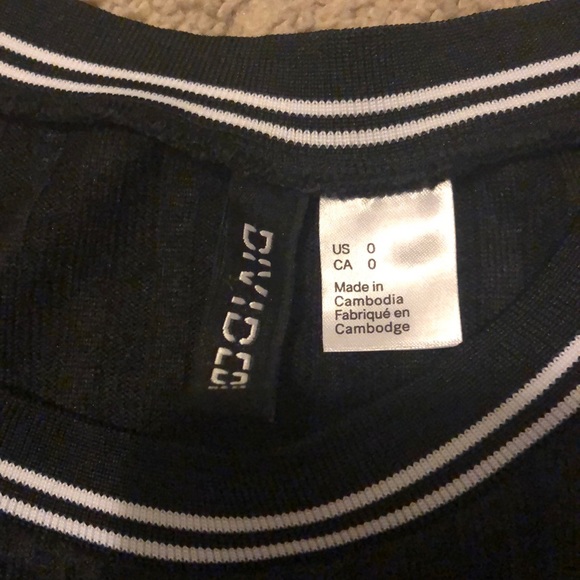 DIVIDED
US 0
CA 0
Made in
Cambodia
Fabriqué en
Cambodge